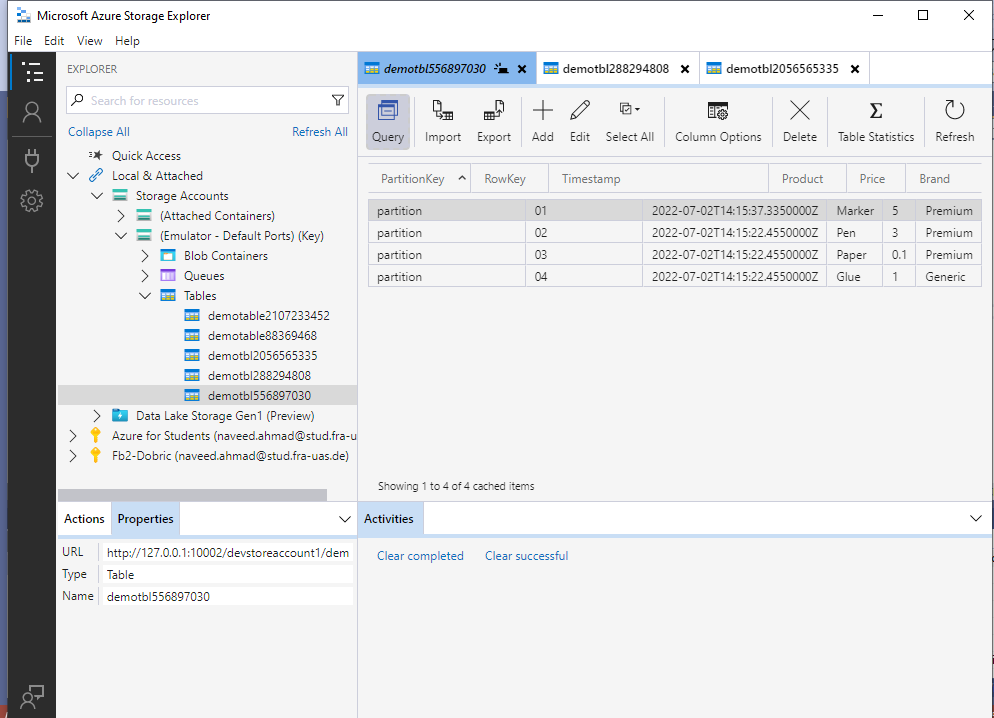 Microsoft Azure Storage Explorer
File Edit View Help
EXPLORER
Search for resources
Collapse All Refresh All
Quick Access
Local & Attached
Storage Accounts
(Attached Containers)
(Emulator - Default Ports) (Key)
Blob Containers
Queues
Tables
demotable2107233452
demotable88369468
demotbl2056565335
demotbl288294808
demotbl556897030
Data Lake Storage Gen1 (Preview)
Azure for Students (naveed.ahmad@stud.fra-u
Fb2-Dobric (naveed.ahmad@stud.fra-uas.de)
Actions Properties
URL http://127.0.0.1:10002/devstoreaccount1/dem
Type Table
Name demotbl556897030
demotbl556897030 demotbl288294808 demotbl2056565335
Query Import Export Add Edit Select All Column Options Delete Table Statistics Refresh
PartitionKey RowKey Timestamp Product Price Brand
partition 01 2022-07-02T14:15:37.3350000Z Marker 5 Premium
partition 02 2022-07-02T14:15:22.4550000Z Pen 3 Premium
partition 03 2022-07-02T14:15:22.4550000Z Paper 0.1 Premium
partition 04 2022-07-02T14:15:22.4550000Z Glue 1 Generic
Showing 1 to 4 of 4 cached items
Activities
Clear completed Clear successful